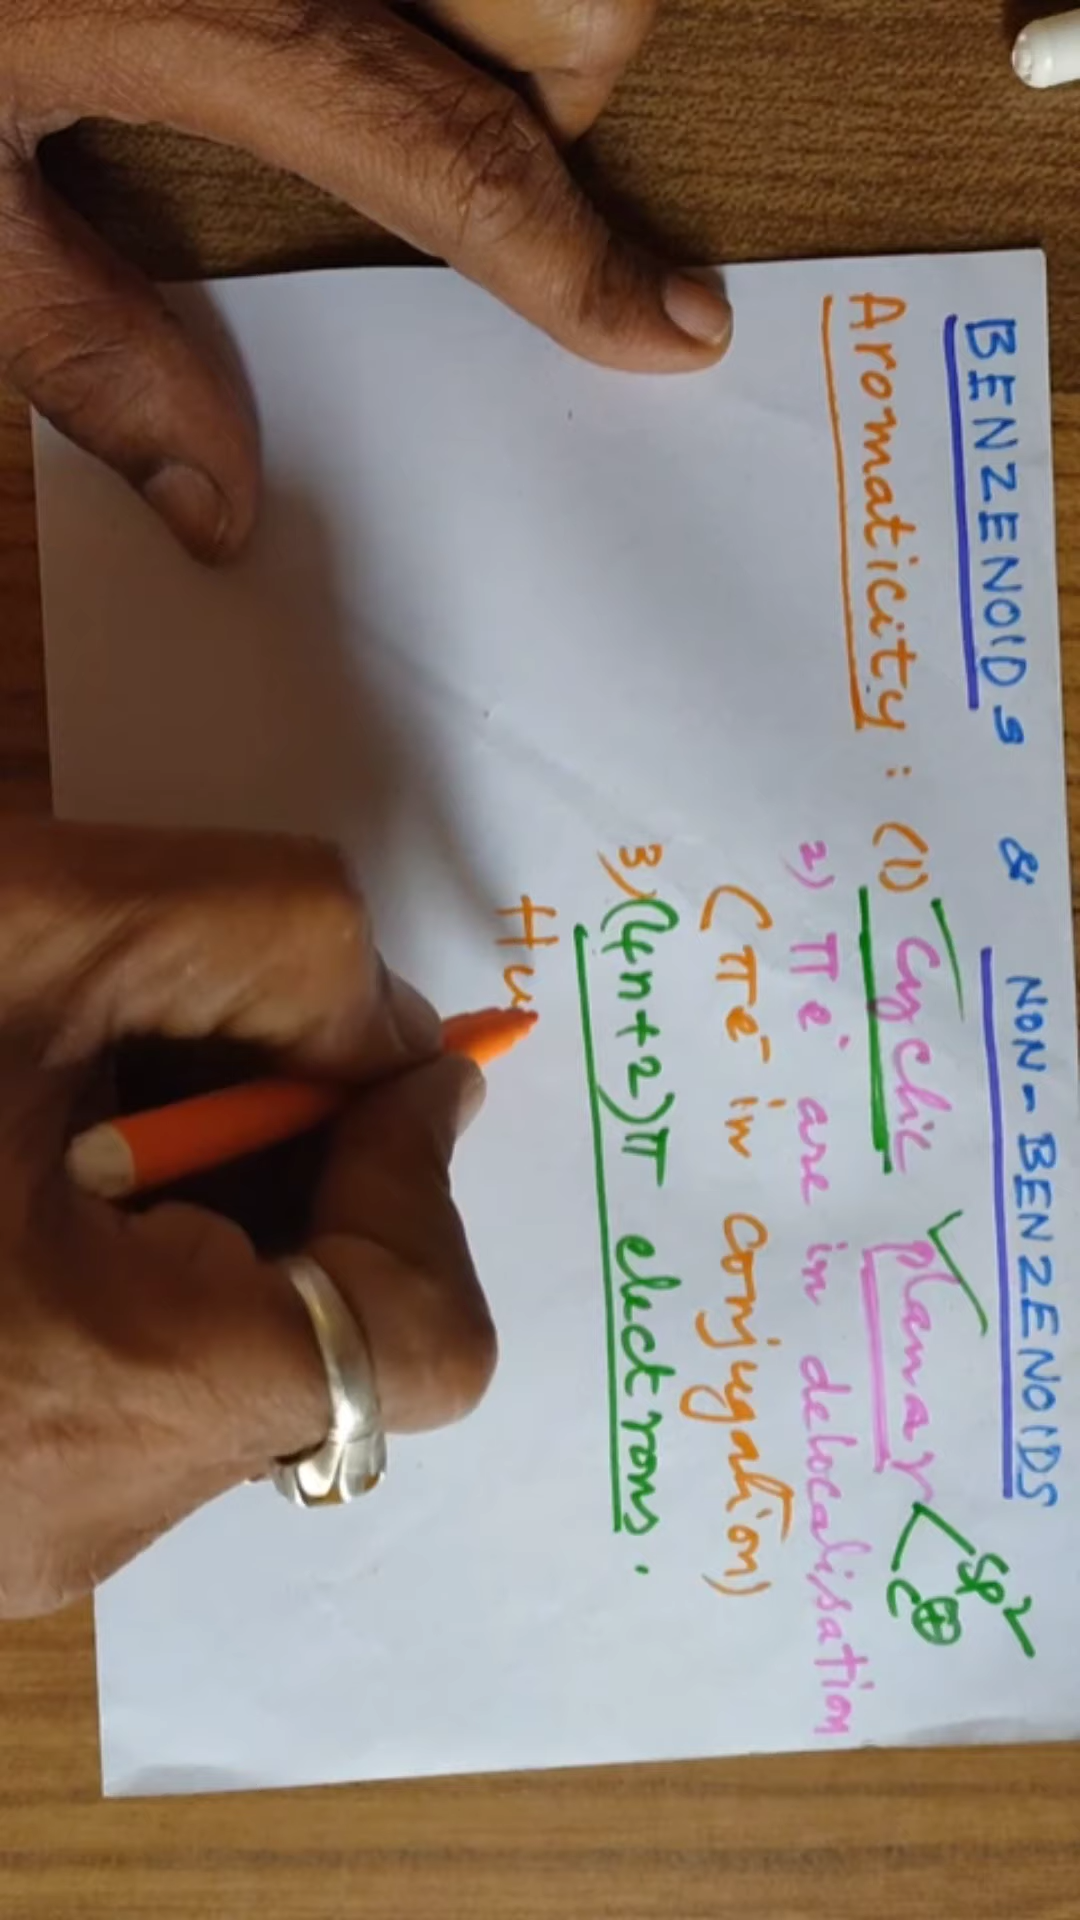 BENZENOIDS & NON-BENZENOIDS
Aromaticity : (1) Cyclic planar sp2
C⊕
2) π e⁻ are in delocalisation
(πe⁻ in conjugation)
3) (4n+2)π electrons.
Hu